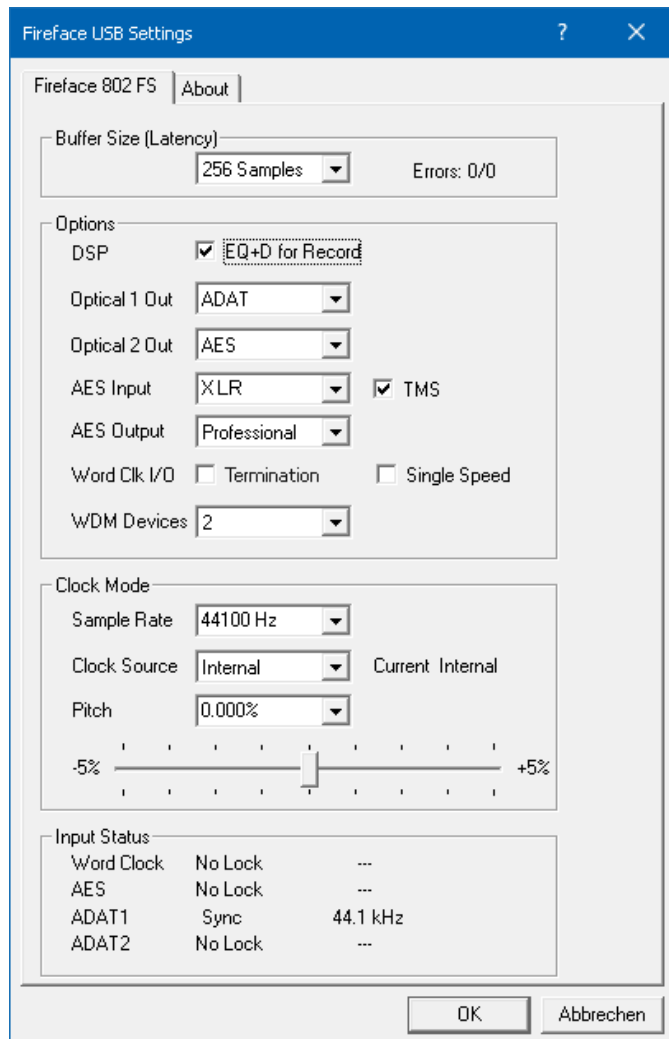 Fireface USB Settings ?
Fireface 802 FS About
Buffer Size (Latency)
256 Samples Errors: 0/0
Options
DSP EQ+D for Record
Optical 1 Out ADAT
Optical 2 Out AES
AES Input XLR TMS
AES Output Professional
Word Clk I/O Termination Single Speed
WDM Devices 2
Clock Mode
Sample Rate 44100 Hz
Clock Source Internal Current Internal
Pitch 0.000%
-5% +5%
Input Status
Word Clock No Lock ---
AES No Lock ---
ADAT1 Sync 44.1 kHz
ADAT2 No Lock ---
OK Abbrechen